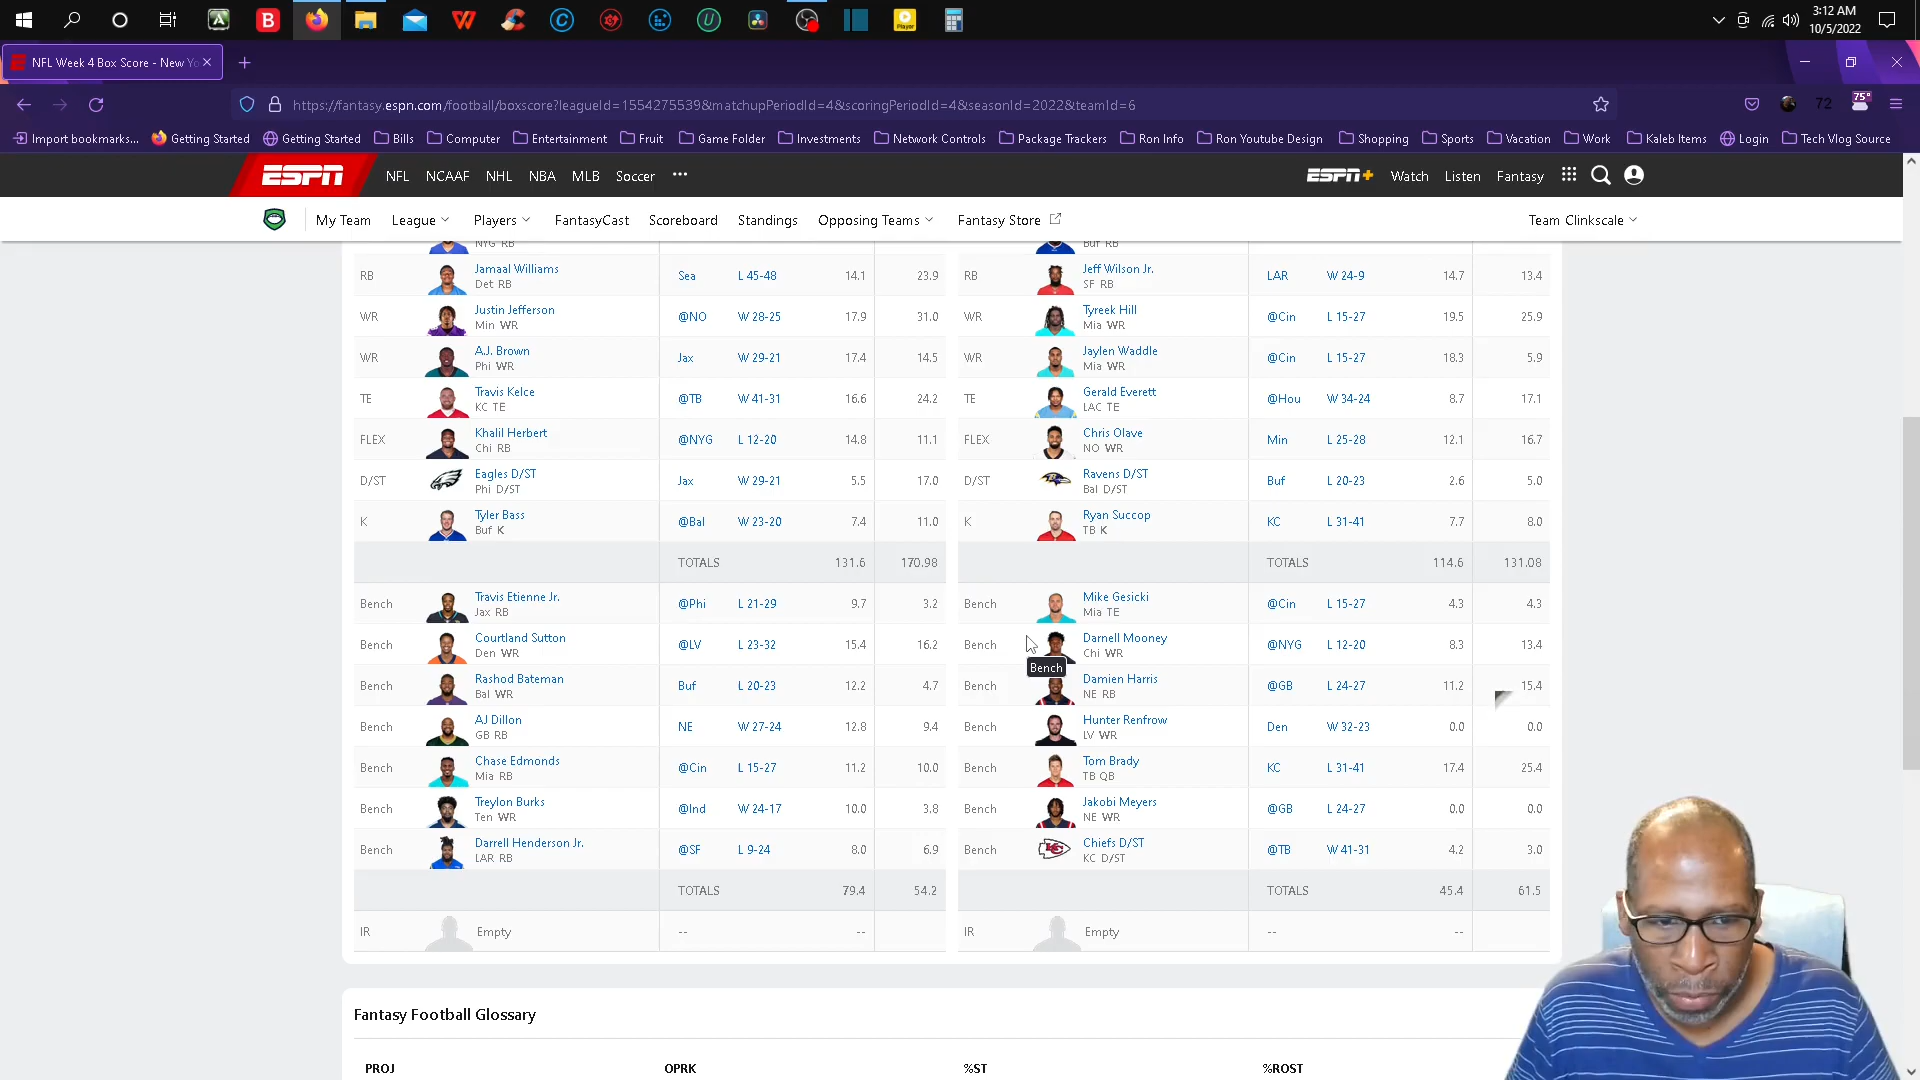 3:12 AM
10/5/2022
NFL Week 4 Box Score - New Yo
https://fantasy.espn.com/football/boxscore?leagueId=1554275539&matchupPeriodId=4&scoringPeriodId=4&seasonId=2022&teamId=6
72 75°
Import bookmarks... Getting Started Getting Started Bills Computer Entertainment Fruit Game Folder Investments Network Controls Package Trackers Ron Info Ron Youtube Design Shopping Sports Vacation Work Kaleb Items Login Tech Vlog Source
ESPN NFL NCAAF NHL NBA MLB Soccer ESPN+ Watch Listen Fantasy
My Team League Players FantasyCast Scoreboard Standings Opposing Teams Fantasy Store Team Clinkscale
NYG RB Buf RB
RB Jamaal Williams Det RB Sea L 45-48 14.1 23.9 RB Jeff Wilson Jr. SF RB LAR W 24-9 14.7 13.4
WR Justin Jefferson Min WR @NO W 28-25 17.9 31.0 WR Tyreek Hill Mia WR @Cin L 15-27 19.5 25.9
WR A.J. Brown Phi WR Jax W 29-21 17.4 14.5 WR Jaylen Waddle Mia WR @Cin L 15-27 18.3 5.9
TE Travis Kelce KC TE @TB W 41-31 16.6 24.2 TE Gerald Everett LAC TE @Hou W 34-24 8.7 17.1
FLEX Khalil Herbert Chi RB @NYG L 12-20 14.8 11.1 FLEX Chris Olave NO WR Min L 25-28 12.1 16.7
D/ST Eagles D/ST Phi D/ST Jax W 29-21 5.5 17.0 D/ST Ravens D/ST Bal D/ST Buf L 20-23 2.6 5.0
K Tyler Bass Buf K @Bal W 23-20 7.4 11.0 K Ryan Succop TB K KC L 31-41 7.7 8.0
TOTALS 131.6 170.98 TOTALS 114.6 131.08
Bench Travis Etienne Jr. Jax RB @Phi L 21-29 9.7 3.2 Bench Mike Gesicki Mia TE @Cin L 15-27 4.3 4.3
Bench Courtland Sutton Den WR @LV L 23-32 15.4 16.2 Bench Darnell Mooney Chi WR @NYG L 12-20 8.3 13.4
Bench
Bench Rashod Bateman Bal WR Buf L 20-23 12.2 4.7 Bench Damien Harris NE RB @GB L 24-27 11.2 15.4
Bench AJ Dillon GB RB NE W 27-24 12.8 9.4 Bench Hunter Renfrow LV WR Den W 32-23 0.0 0.0
Bench Chase Edmonds Mia RB @Cin L 15-27 11.2 10.0 Bench Tom Brady TB QB KC L 31-41 17.4 25.4
Bench Treylon Burks Ten WR @Ind W 24-17 10.0 3.8 Bench Jakobi Meyers NE WR @GB L 24-27 0.0 0.0
Bench Darrell Henderson Jr. LAR RB @SF L 9-24 8.0 6.9 Bench Chiefs D/ST KC D/ST @TB W 41-31 4.2 3.0
TOTALS 79.4 54.2 TOTALS 45.4 61.5
IR Empty -- -- IR Empty -- --
Fantasy Football Glossary
PROJ OPRK %ST %ROST